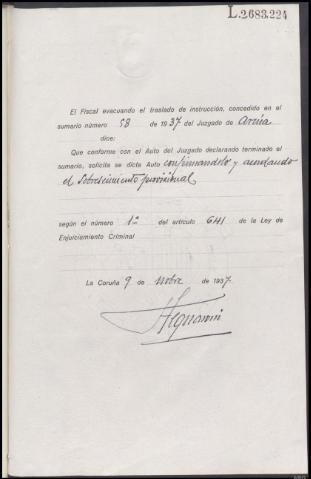 L.2683.224
El Fiscal evacuando el traslado de instrucción, concedido en el
sumario número 58 de 1937 del Juzgado de Arzúa
dice:
Que conforme con el Auto del Juzgado declarando terminado el
sumario, solicita se dicte Auto confirmandolo y acordando
el sobreseimiento provisional
según el número 1º del artículo 641 de la Ley de
Enjuiciamiento Criminal
La Coruña 9 de nobre de 1937.